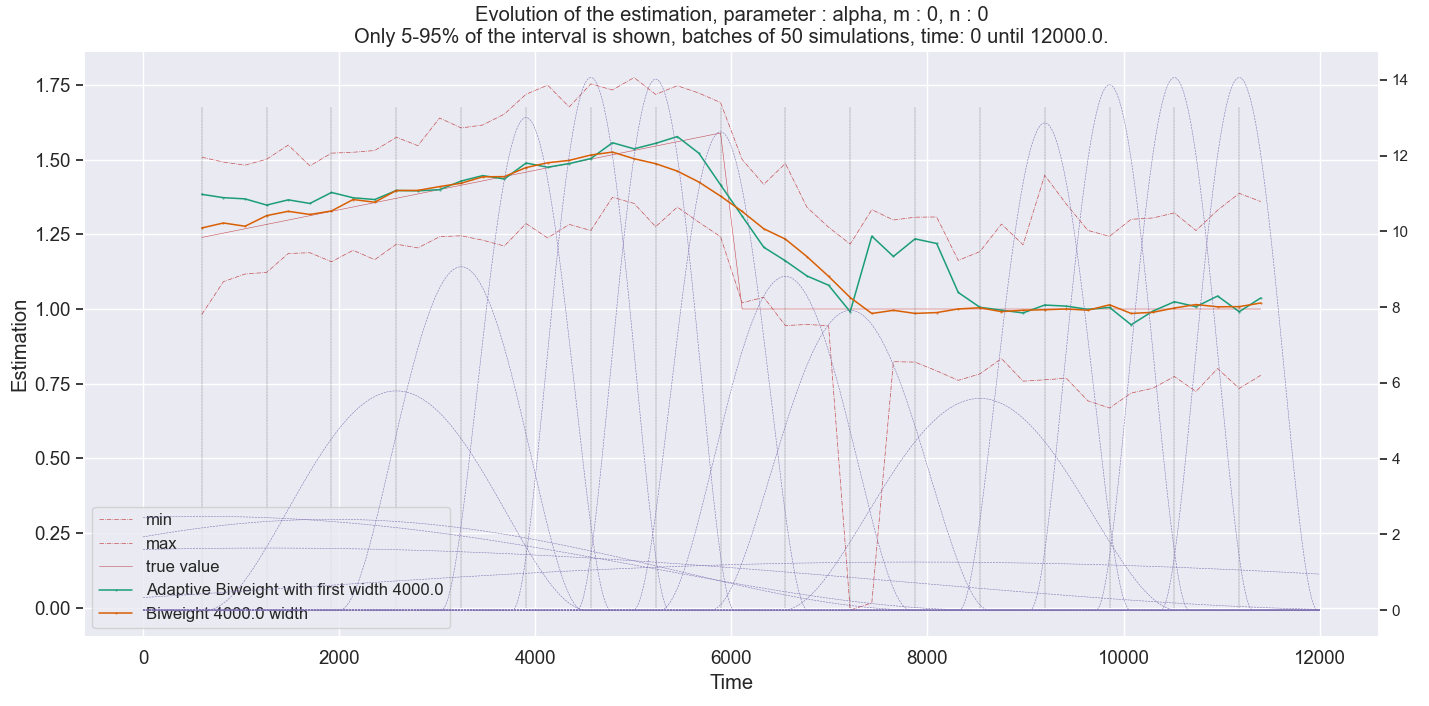 Evolution of the estimation, parameter : alpha, m : 0, n : 0
Only 5-95% of the interval is shown, batches of 50 simulations, time: 0 until 12000.0.
1.75
1.50
1.25
1.00
0.75
0.50
0.25
0.00
Estimation
14
12
10
8
6
4
2
0
min
max
true value
Adaptive Biweight with first width 4000.0
Biweight 4000.0 width
0
2000
4000
6000
8000
10000
12000
Time